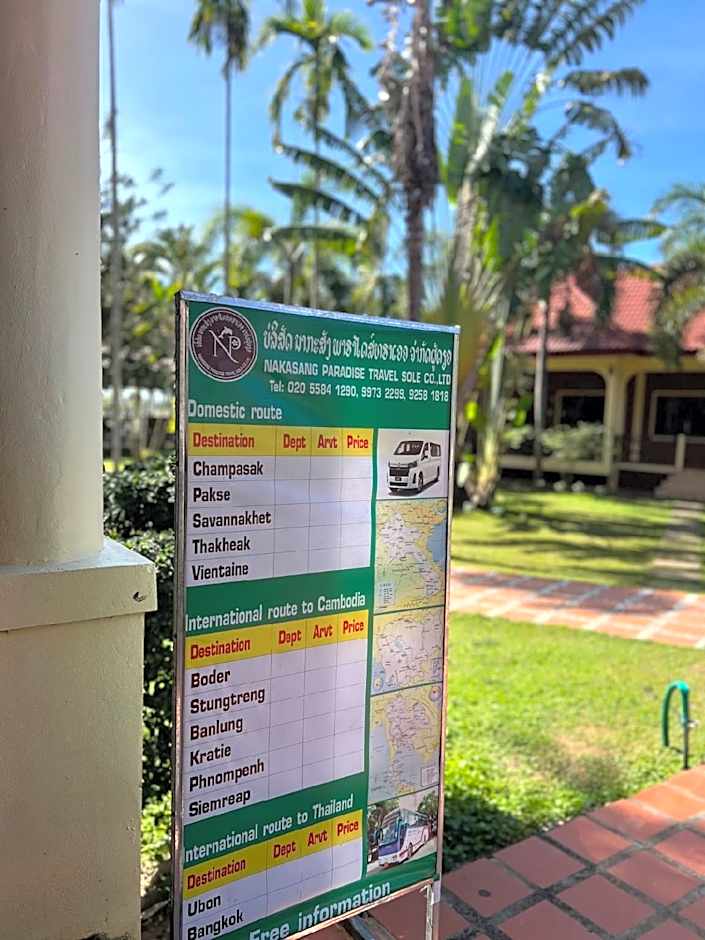 ບໍລິສັດ ນາກະສັງ ພາຣາໄດສ໌ທຣາເວວ ຈຳກັດຜູ້ດຽວ
NAKASANG PARADISE TRAVEL SOLE CO.,LTD
Tel: 020 5584 1290, 9973 2299, 9258 1818
Domestic route
Destination Dept Arvt Price
Champasak
Pakse
Savannakhet
Thakheak
Vientaine
International route to Cambodia
Destination Dept Arvt Price
Boder
Stungtreng
Banlung
Kratie
Phnompenh
Siemreap
International route to Thailand
Destination Dept Arvt Price
Ubon
Bangkok
Free information